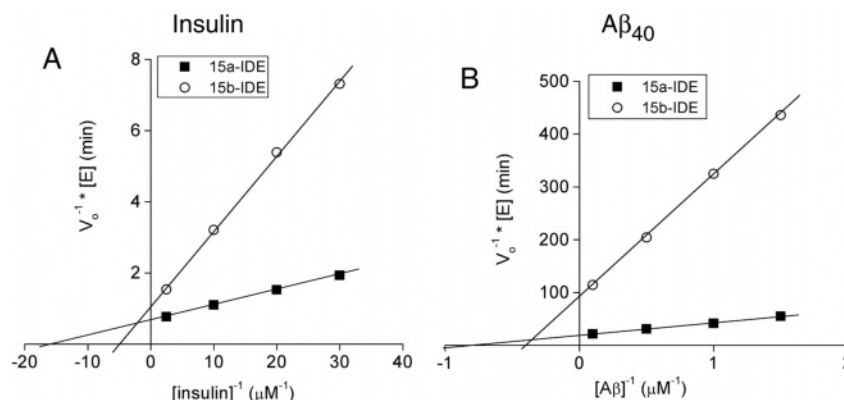 Insulin
A
8
6
4
2
-20 -10 0 10 20 30 40
■ 15a-IDE
○ 15b-IDE
V₀⁻¹ * [E] (min)
[insulin]⁻¹ (μM⁻¹)
Aβ₄₀
B
500
400
300
200
100
-1 0 1 2
■ 15a-IDE
○ 15b-IDE
V₀⁻¹ * [E] (min)
[Aβ]⁻¹ (μM⁻¹)